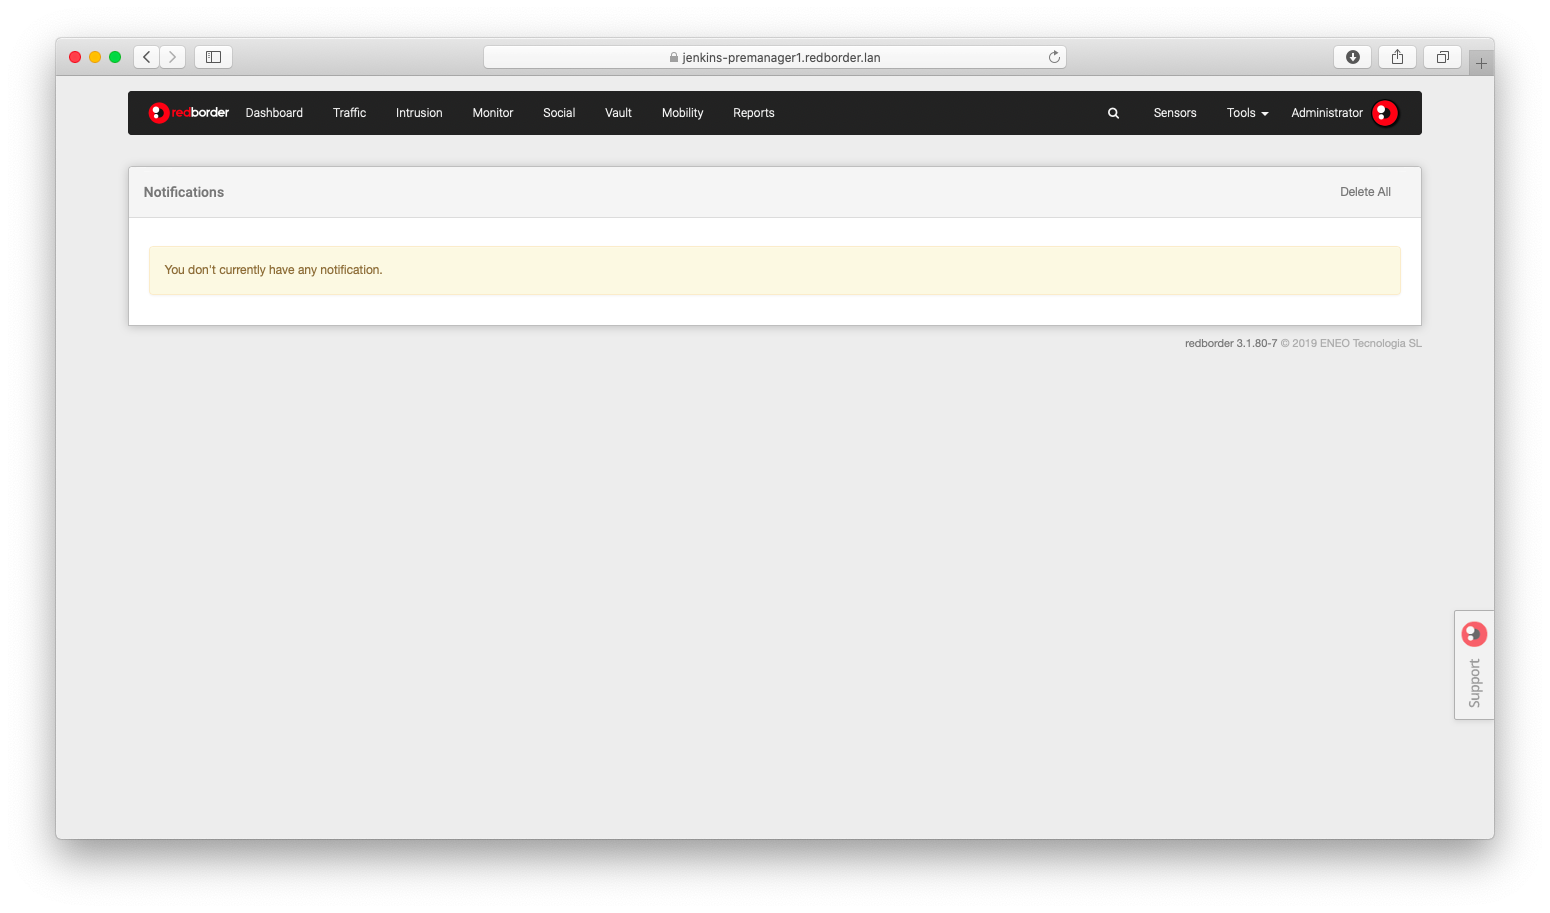 jenkins-premanager1.redborder.lan
redborder Dashboard Traffic Intrusion Monitor Social Vault Mobility Reports Sensors Tools Administrator
Notifications Delete All
You don't currently have any notification.
redborder 3.1.80-7 © 2019 ENEO Tecnologia SL
Support